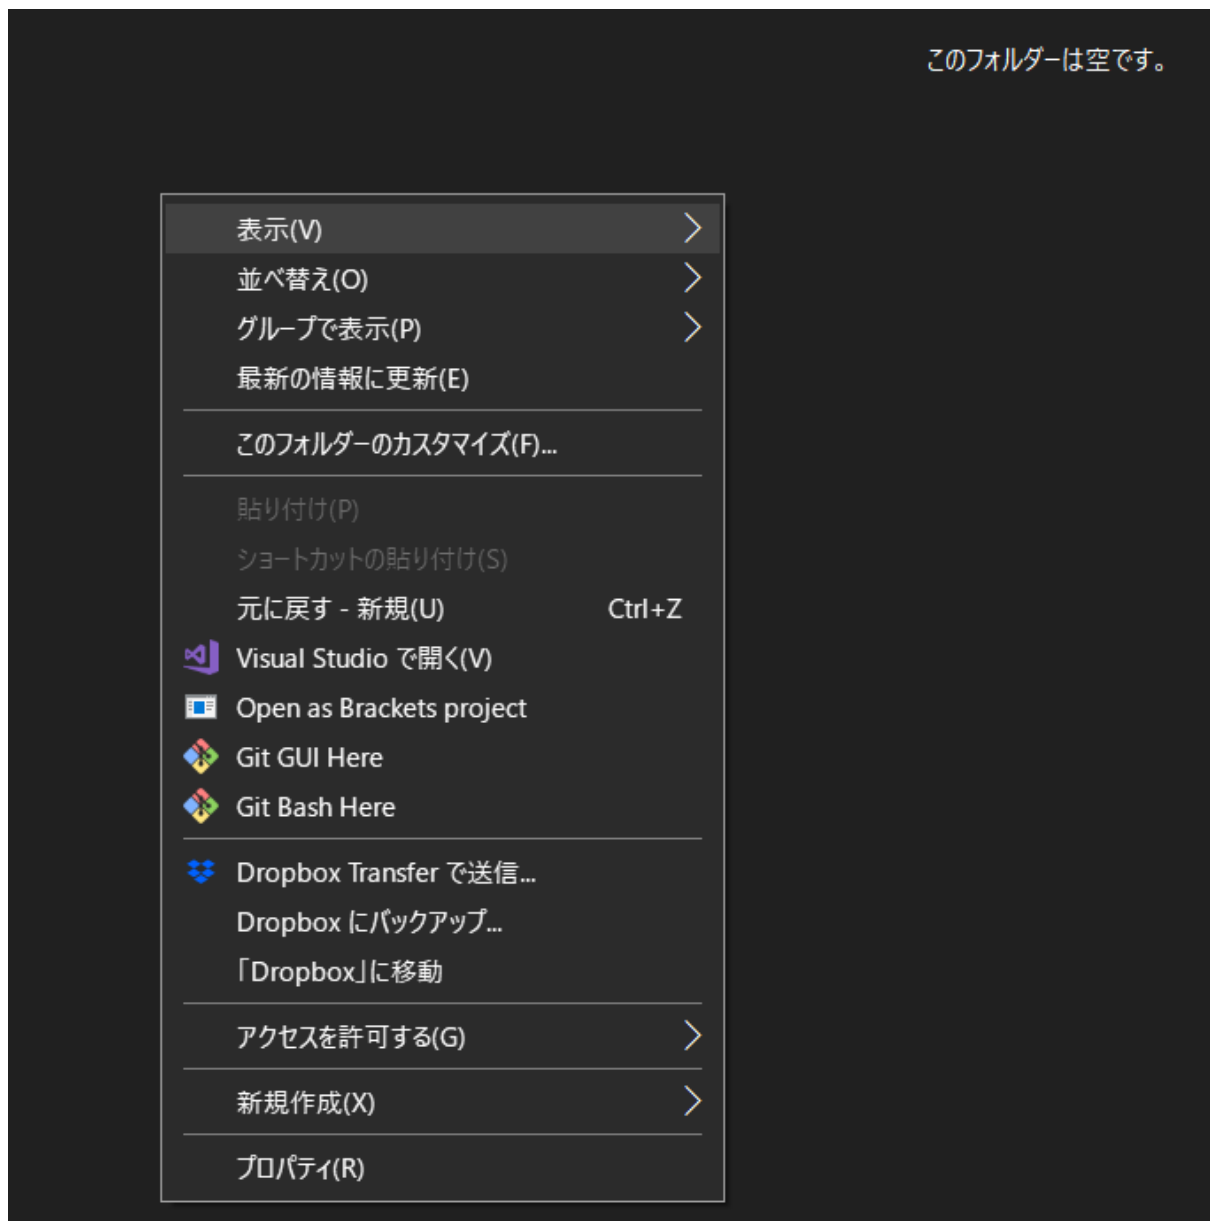 このフォルダーは空です。
表示(V)
並べ替え(O)
グループで表示(P)
最新の情報に更新(E)
このフォルダーのカスタマイズ(F)...
貼り付け(P)
ショートカットの貼り付け(S)
元に戻す - 新規(U) Ctrl+Z
Visual Studio で開く(V)
Open as Brackets project
Git GUI Here
Git Bash Here
Dropbox Transfer で送信...
Dropbox にバックアップ...
「Dropbox」に移動
アクセスを許可する(G)
新規作成(X)
プロパティ(R)